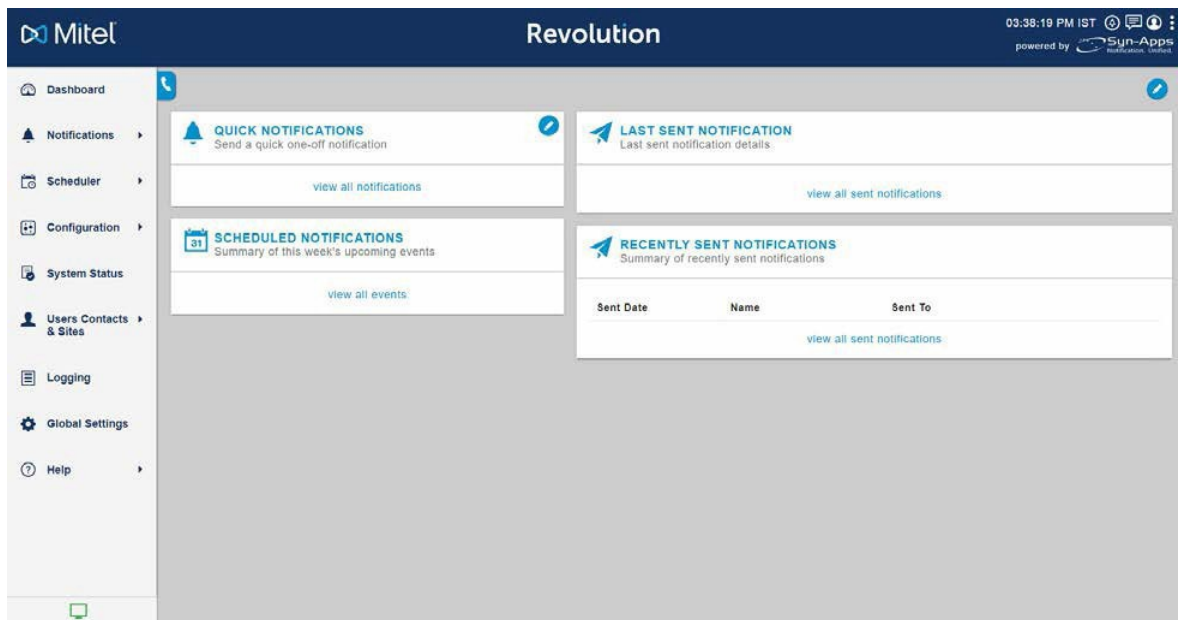 Mitel
Revolution
03:38:19 PM IST
powered by Syn-Apps
Notification. Unified.
Dashboard
Notifications
Scheduler
Configuration
System Status
Users Contacts
& Sites
Logging
Global Settings
Help
QUICK NOTIFICATIONS
Send a quick one-off notification
view all notifications
SCHEDULED NOTIFICATIONS
31
Summary of this week's upcoming events
view all events
LAST SENT NOTIFICATION
Last sent notification details
view all sent notifications
RECENTLY SENT NOTIFICATIONS
Summary of recently sent notifications
Sent Date Name Sent To
view all sent notifications